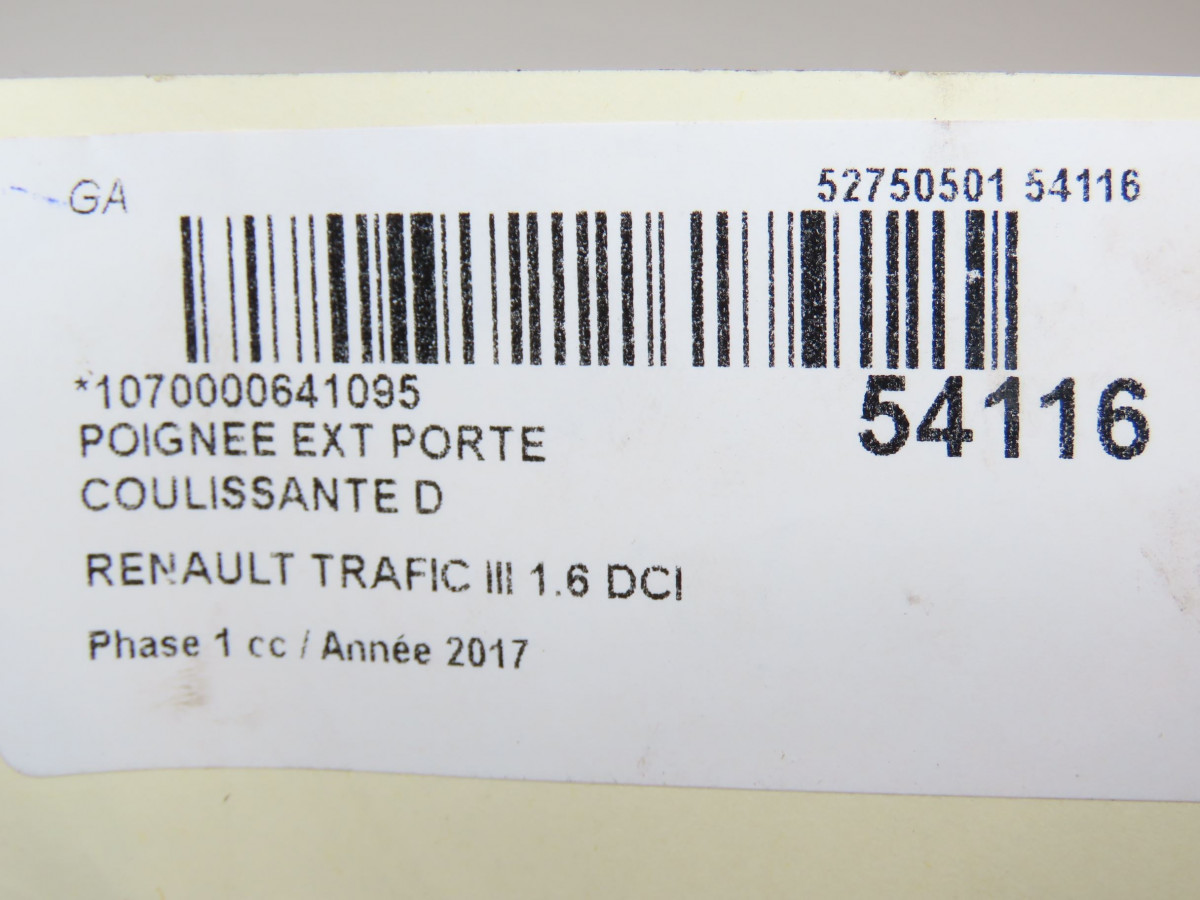 GA
52750501 54116
*1070000641095
54116
POIGNEE EXT PORTE
COULISSANTE D
RENAULT TRAFIC III 1.6 DCI
Phase 1 cc / Année 2017